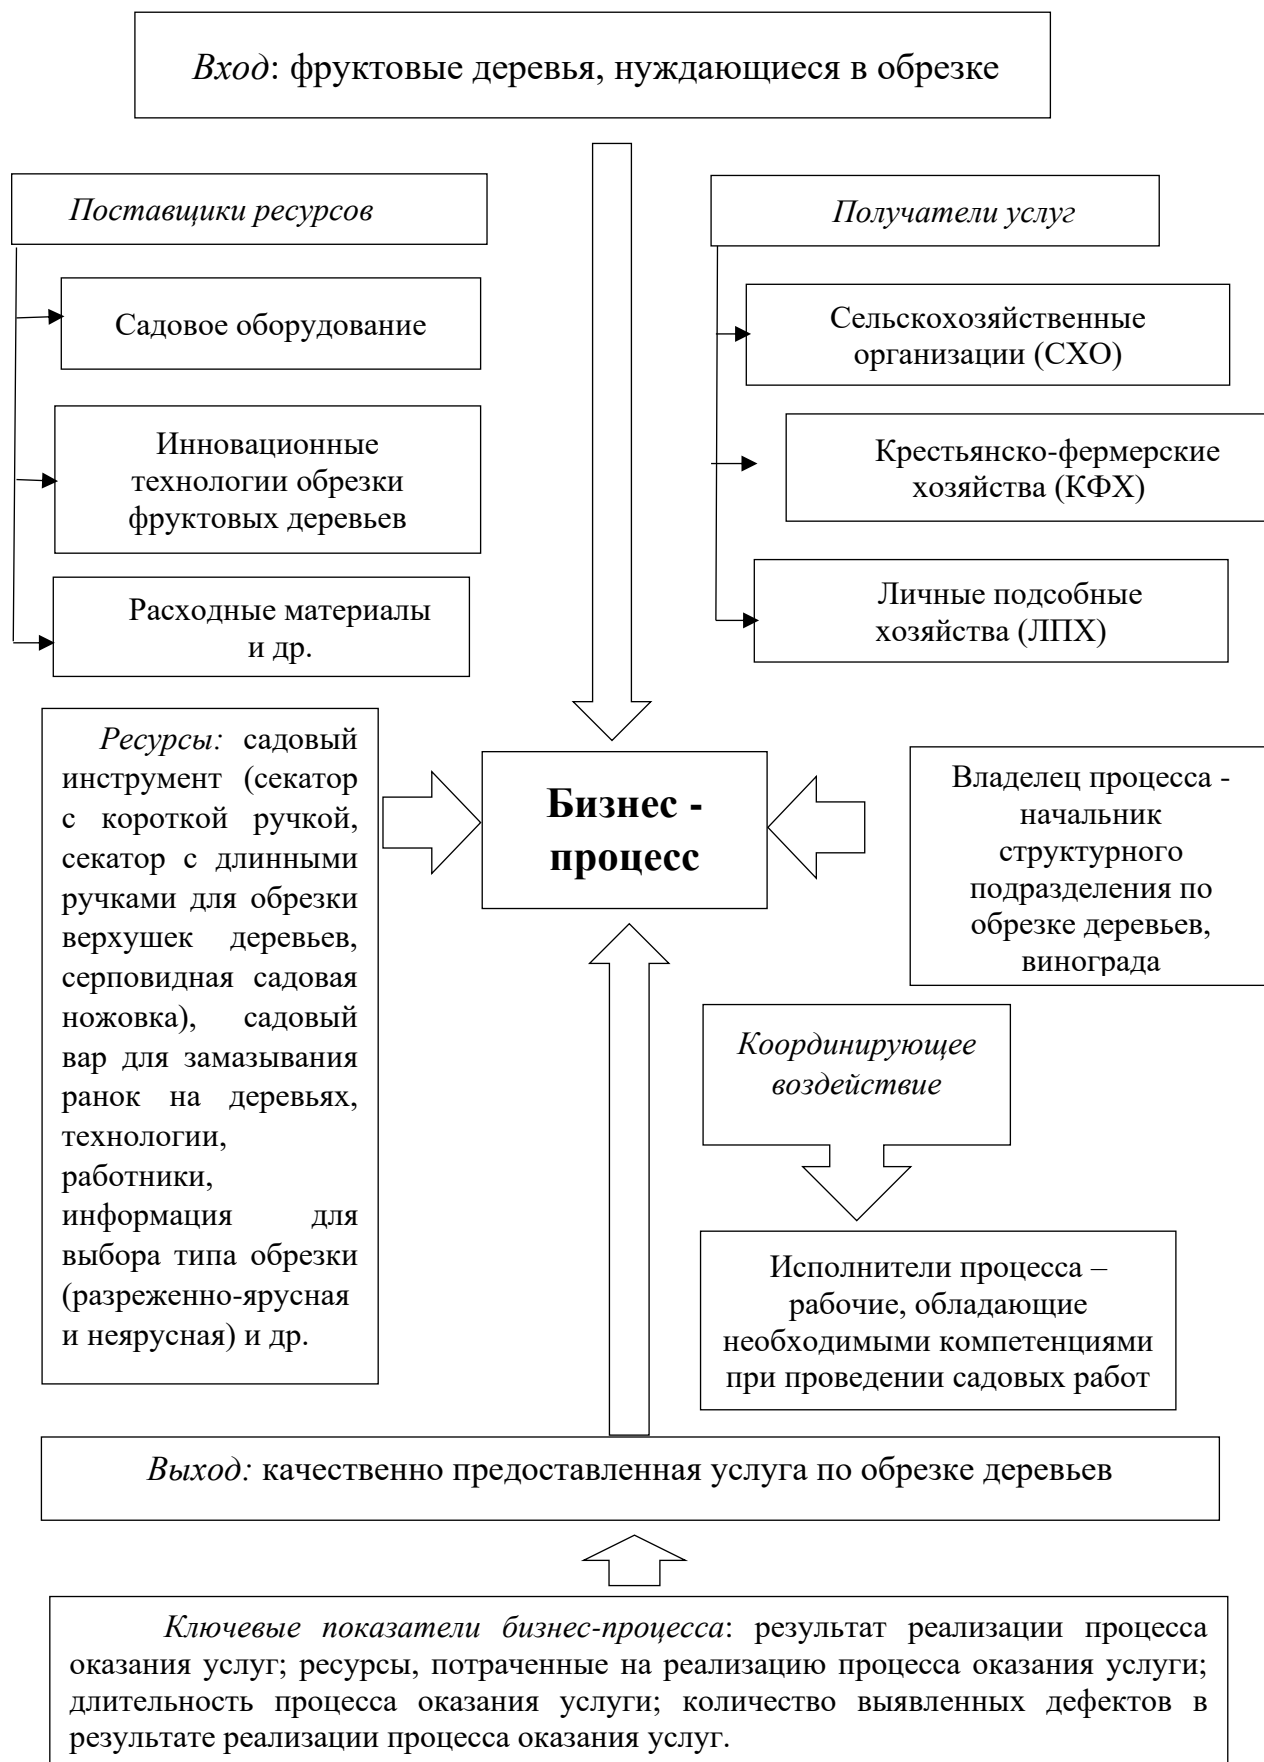 Вход: фруктовые деревья, нуждающиеся в обрезке
Поставщики ресурсов
Садовое оборудование
Инновационные
технологии обрезки
фруктовых деревьев
Расходные материалы
и др.
Получатели услуг
Сельскохозяйственные
организации (СХО)
Крестьянско-фермерские
хозяйства (КФХ)
Личные подсобные
хозяйства (ЛПХ)
Ресурсы: садовый
инструмент (секатор
с короткой ручкой,
секатор с длинными
ручками для обрезки
верхушек деревьев,
серповидная садовая
ножовка), садовый
вар для замазывания
ранок на деревьях,
технологии,
работники,
информация для
выбора типа обрезки
(разреженно-ярусная
и неярусная) и др.
Бизнес -
процесс
Владелец процесса -
начальник
структурного
подразделения по
обрезке деревьев,
винограда
Координирующее
воздействие
Исполнители процесса –
рабочие, обладающие
необходимыми компетенциями
при проведении садовых работ
Выход: качественно предоставленная услуга по обрезке деревьев
Ключевые показатели бизнес-процесса: результат реализации процесса
оказания услуг; ресурсы, потраченные на реализацию процесса оказания услуги;
длительность процесса оказания услуги; количество выявленных дефектов в
результате реализации процесса оказания услуг.